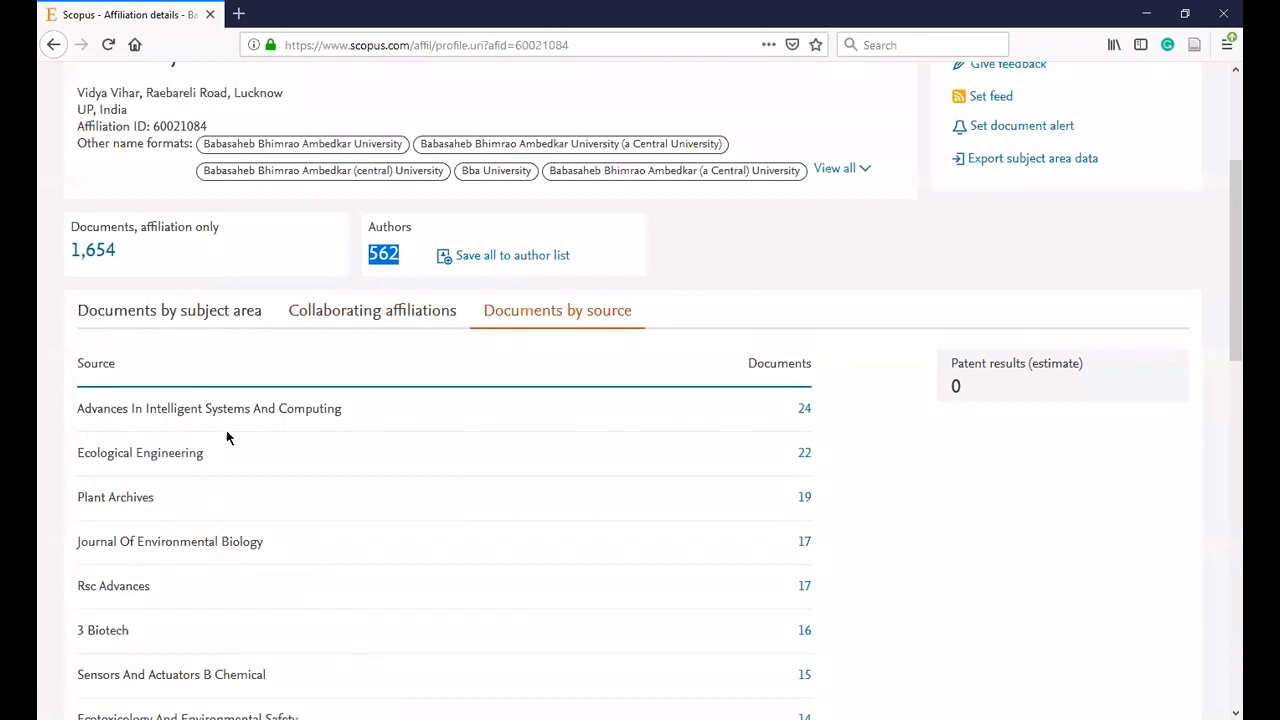 Scopus - Affiliation details - Ba
https://www.scopus.com/affil/profile.uri?afid=60021084
Search
Vidya Vihar, Raebareli Road, Lucknow
UP, India
Affiliation ID: 60021084
Other name formats: Babasaheb Bhimrao Ambedkar University Babasaheb Bhimrao Ambedkar University (a Central University)
Babasaheb Bhimrao Ambedkar (central) University Bba University Babasaheb Bhimrao Ambedkar (a Central) University View all
Give feedback
Set feed
Set document alert
Export subject area data
Documents, affiliation only
1,654
Authors
562 Save all to author list
Documents by subject area Collaborating affiliations Documents by source
Source Documents
Advances In Intelligent Systems And Computing 24
Ecological Engineering 22
Plant Archives 19
Journal Of Environmental Biology 17
Rsc Advances 17
3 Biotech 16
Sensors And Actuators B Chemical 15
Ecotoxicology And Environmental Safety 14
Patent results (estimate)
0